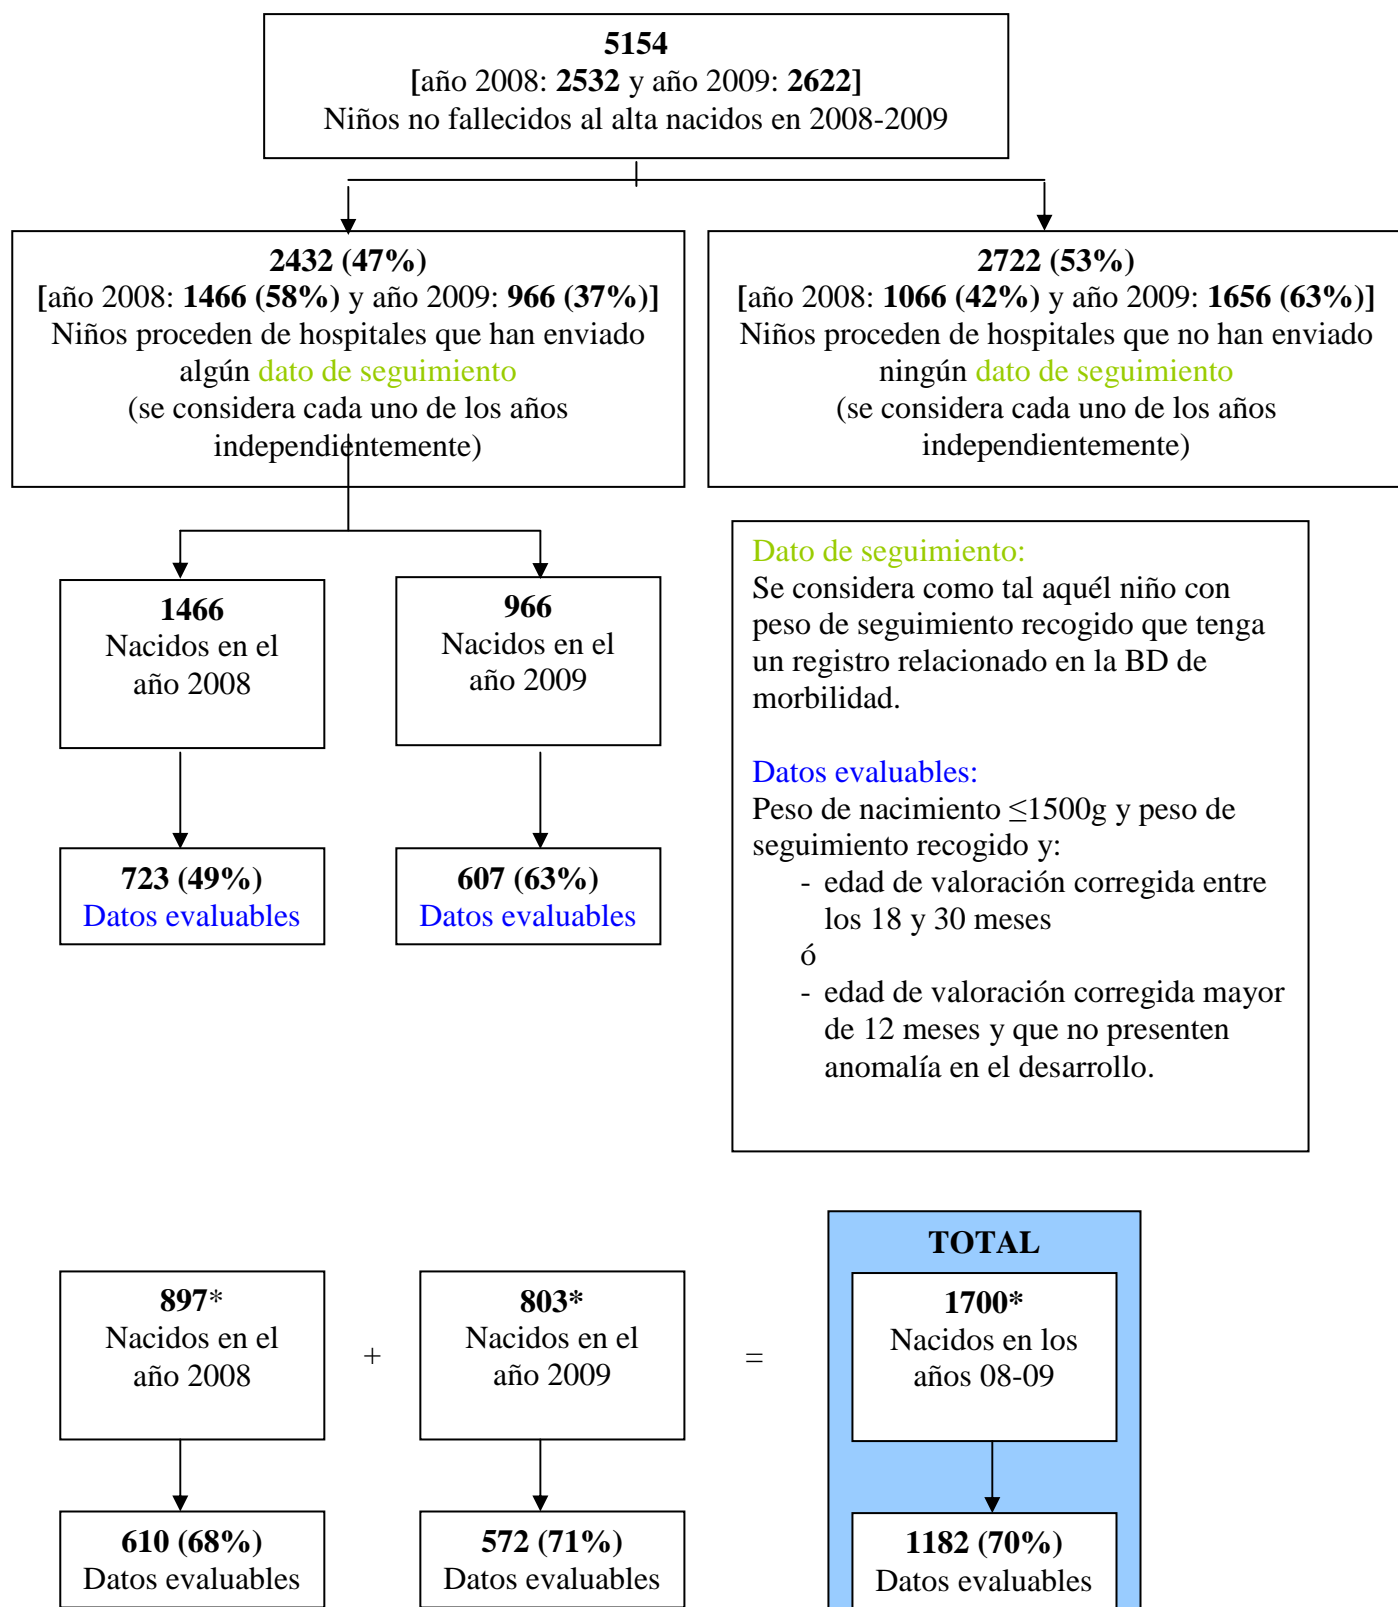 5154
[año 2008: 2532 y año 2009: 2622]
Niños no fallecidos al alta nacidos en 2008-2009
2432 (47%)
[año 2008: 1466 (58%) y año 2009: 966 (37%)]
Niños proceden de hospitales que han enviado
algún dato de seguimiento
(se considera cada uno de los años
independientemente)
2722 (53%)
[año 2008: 1066 (42%) y año 2009: 1656 (63%)]
Niños proceden de hospitales que no han enviado
ningún dato de seguimiento
(se considera cada uno de los años
independientemente)
1466
Nacidos en el
año 2008
966
Nacidos en el
año 2009
723 (49%)
Datos evaluables
607 (63%)
Datos evaluables
Dato de seguimiento:
Se considera como tal aquél niño con
peso de seguimiento recogido que tenga
un registro relacionado en la BD de
morbilidad.
Datos evaluables:
Peso de nacimiento ≤1500g y peso de
seguimiento recogido y:
- edad de valoración corregida entre
los 18 y 30 meses
ó
- edad de valoración corregida mayor
de 12 meses y que no presenten
anomalía en el desarrollo.
897*
Nacidos en el
año 2008
+
803*
Nacidos en el
año 2009
=
TOTAL
1700*
Nacidos en los
años 08-09
610 (68%)
Datos evaluables
572 (71%)
Datos evaluables
1182 (70%)
Datos evaluables